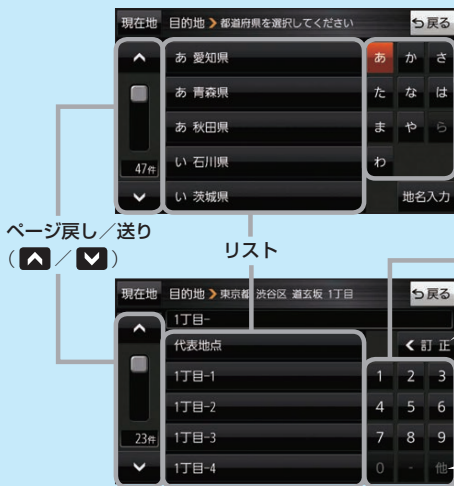 現在地 目的地 > 都道府県を選択してください 戻る
あ 愛知県 あ か さ
あ 青森県 た な は
あ 秋田県 ま や ら
47件 い 石川県 わ
い 茨城県 地名入力
ページ戻し/送り
( / )
リスト
現在地 目的地 > 東京都 渋谷区 道玄坂 1丁目 戻る
1丁目-
代表地点 訂 正
1丁目-1 1 2 3
1丁目-2 4 5 6
23件 1丁目-3 7 8 9
1丁目-4 0 - 他